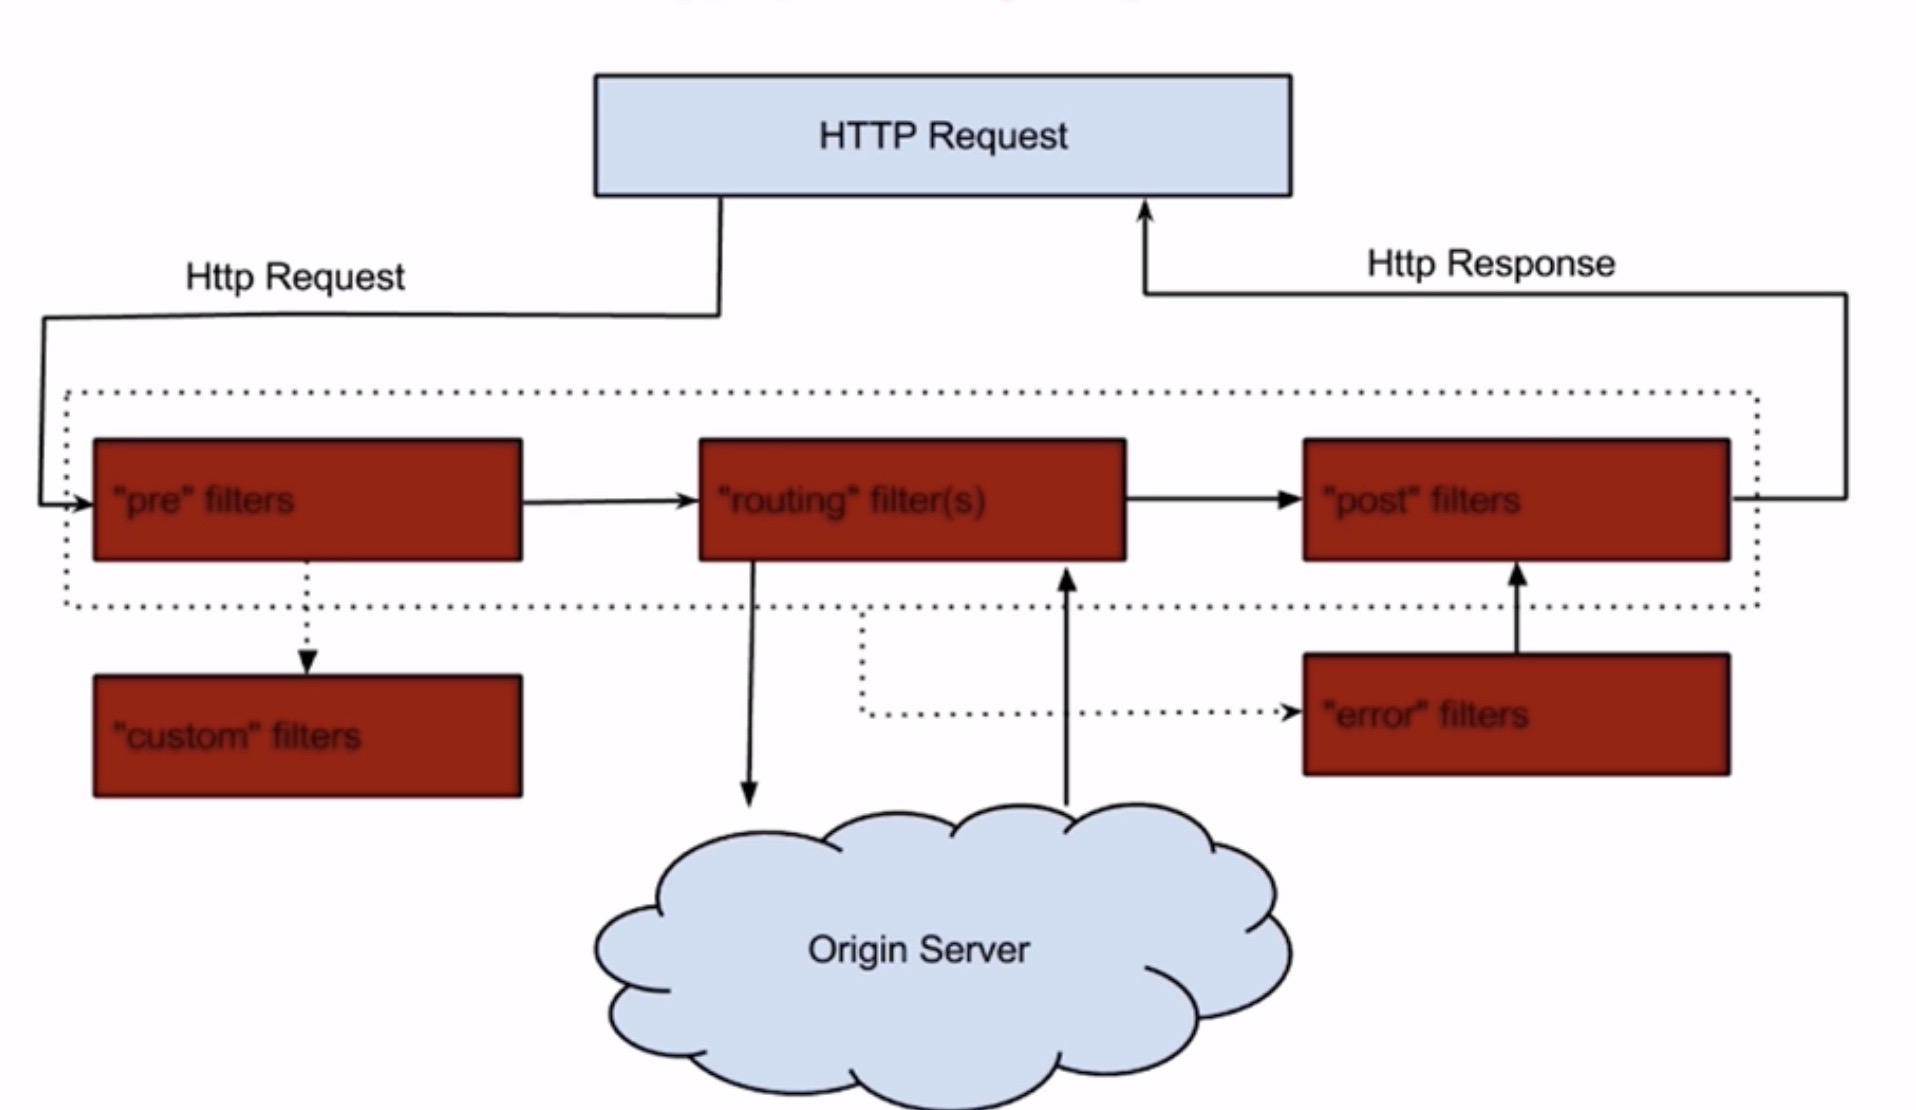 HTTP Request
Http Request
Http Response
"pre" filters
"routing" filter(s)
"post" filters
"custom" filters
"error" filters
Origin Server